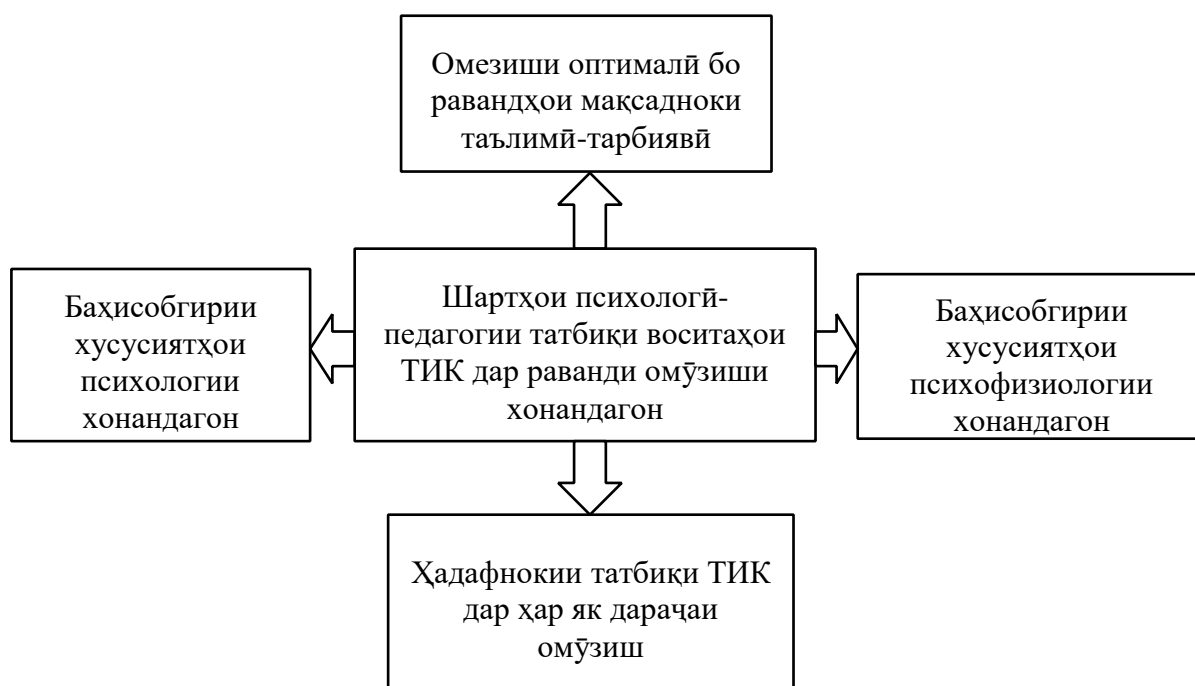 Омезиши оптималӣ бо
равандҳои мақсадноки
таълимӣ-тарбиявӣ
Баҳисобгирии
хусусиятҳои
психологии
хонандагон
Шартҳои психологӣ-
педагогии татбиқи воситаҳои
ТИК дар раванди омӯзиши
хонандагон
Баҳисобгирии
хусусиятҳои
психофизиологии
хонандагон
Ҳадафнокии татбиқи ТИК
дар ҳар як дараҷаи
омӯзиш